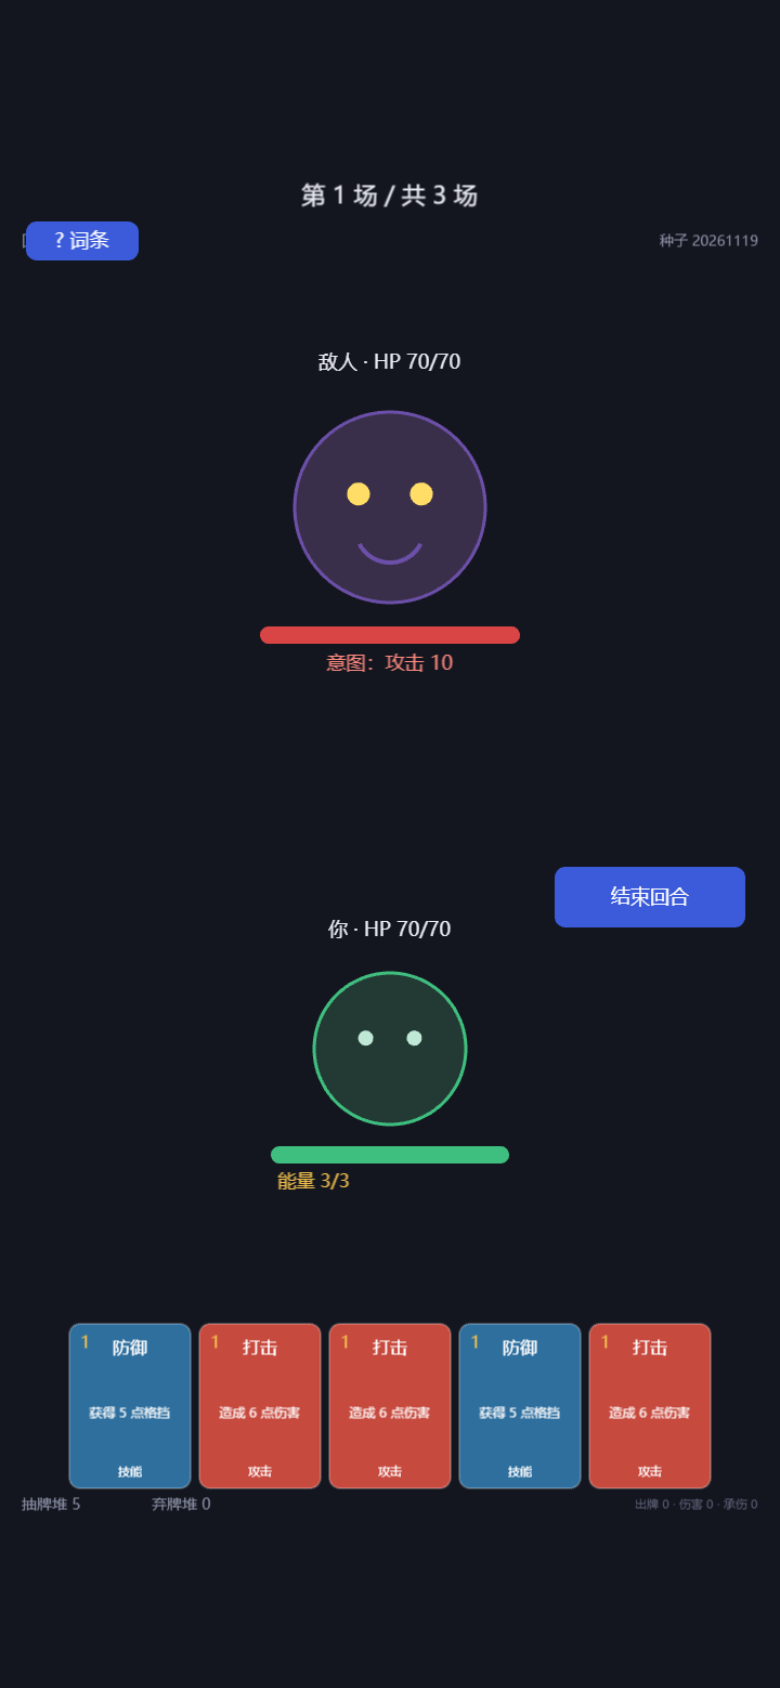 第 1 场 / 共 3 场
? 词条
种子 20261119
敌人 · HP 70/70
意图：攻击 10
结束回合
你 · HP 70/70
能量 3/3
1 防御
获得 5 点格挡
技能
1 打击
造成 6 点伤害
攻击
1 打击
造成 6 点伤害
攻击
1 防御
获得 5 点格挡
技能
1 打击
造成 6 点伤害
攻击
抽牌堆 5
弃牌堆 0
出牌 0 · 伤害 0 · 承伤 0